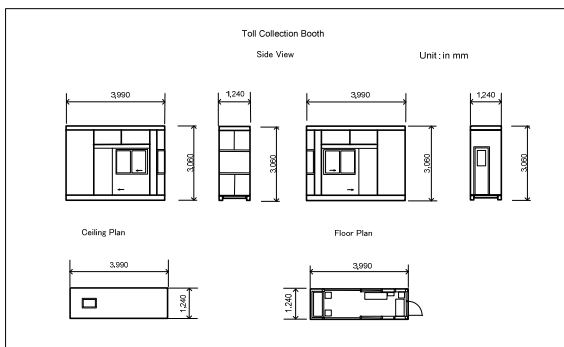 Toll Collection Booth
Side View
Unit : in mm
3,990
1,240
3,990
1,240
3,060
3,060
3,060
3,060
Ceiling Plan
Floor Plan
3,990
3,990
1,240
1,240